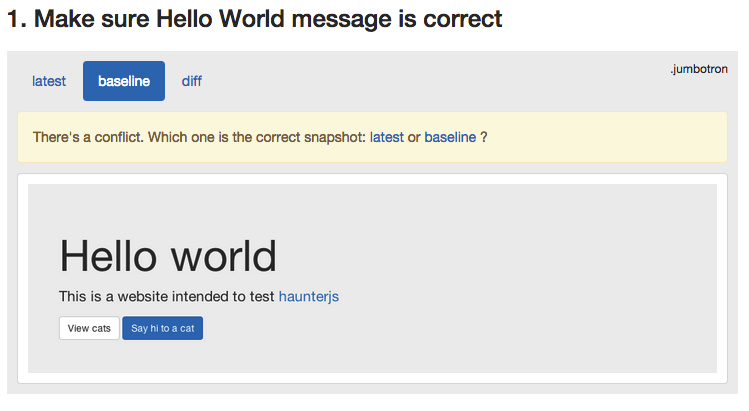 1. Make sure Hello World message is correct
latest baseline diff .jumbotron
There's a conflict. Which one is the correct snapshot: latest or baseline ?
Hello world
This is a website intended to test haunterjs
View cats Say hi to a cat